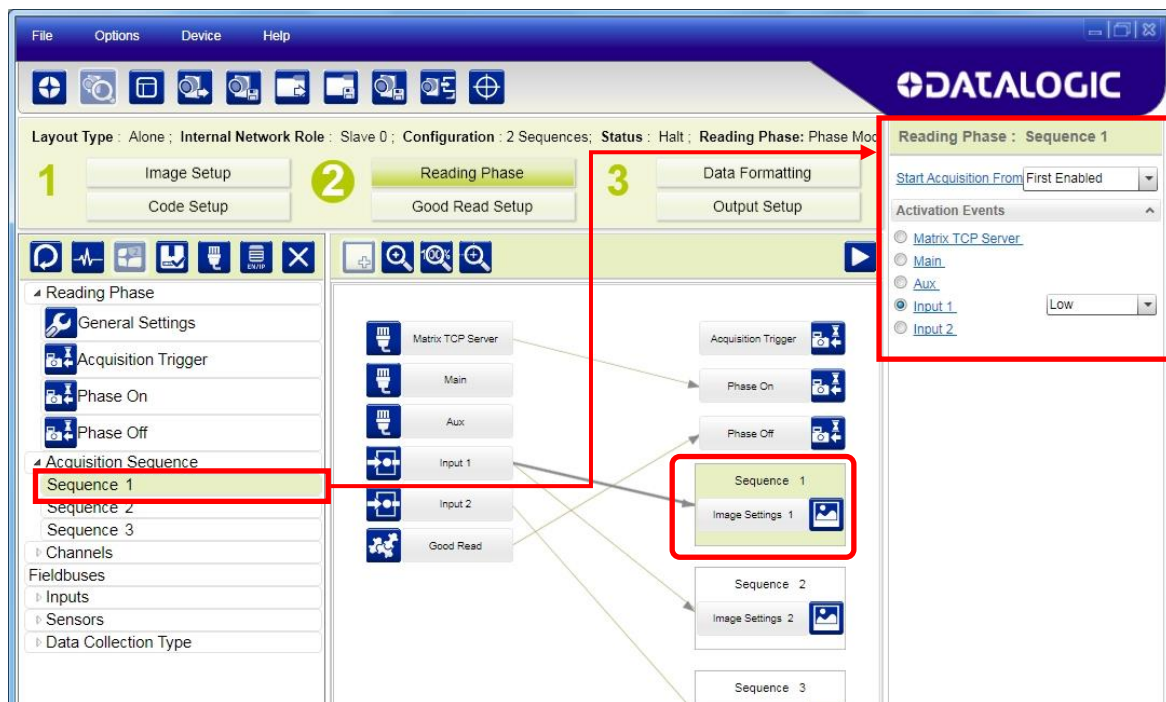 File Options Device Help
DATALOGIC
Layout Type : Alone ; Internal Network Role : Slave 0 ; Configuration : 2 Sequences; Status : Halt ; Reading Phase: Phase Mod
1 Image Setup 2 Reading Phase 3 Data Formatting
Code Setup Good Read Setup Output Setup
EN/IP
100%
Reading Phase
General Settings
Acquisition Trigger
Phase On
Phase Off
Acquisition Sequence
Sequence 1
Sequence 2
Sequence 3
Channels
Fieldbuses
Inputs
Sensors
Data Collection Type
Matrix TCP Server
Main
Aux
Input 1
Input 2
Good Read
Acquisition Trigger
Phase On
Phase Off
Sequence 1
Image Settings 1
Sequence 2
Image Settings 2
Sequence 3
Reading Phase : Sequence 1
Start Acquisition From First Enabled
Activation Events
Matrix TCP Server
Main
Aux
Input 1 Low
Input 2